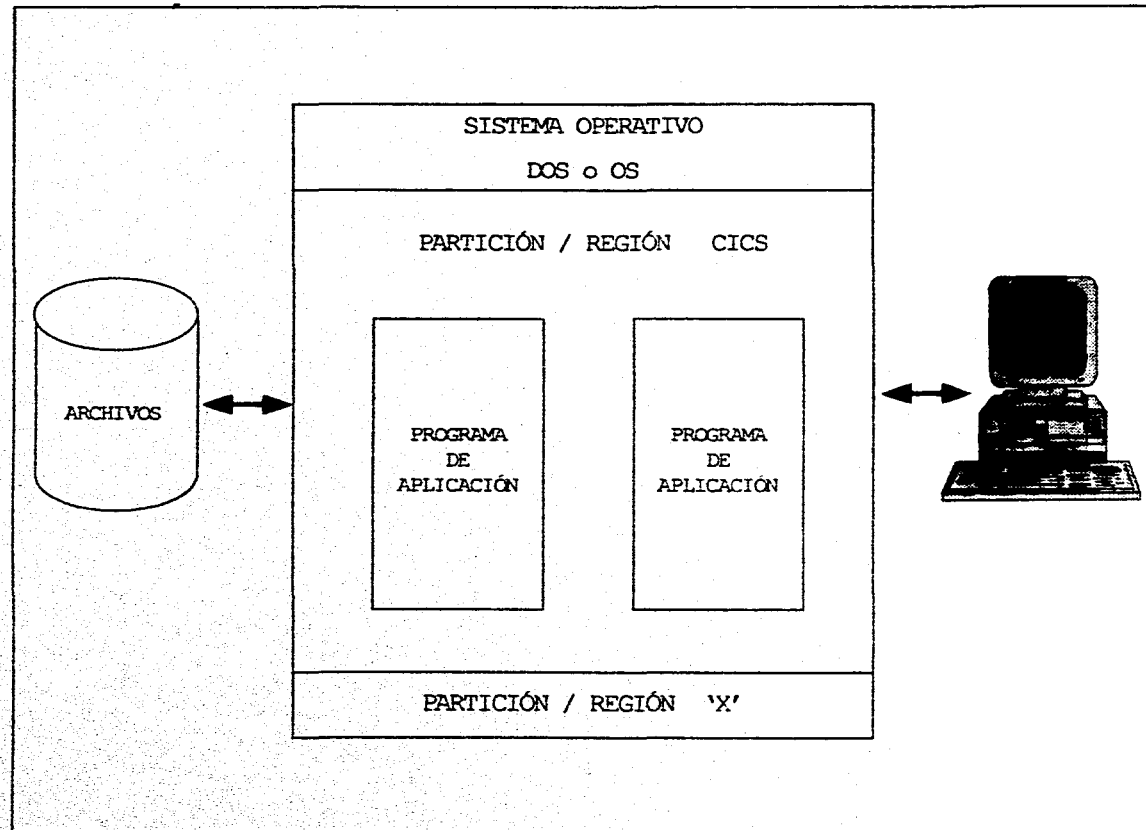 SISTEMA OPERATIVO
DOS o OS
PARTICIÓN / REGIÓN CICS
ARCHIVOS
PROGRAMA
DE
APLICACIÓN
PROGRAMA
DE
APLICACIÓN
PARTICIÓN / REGIÓN 'X'